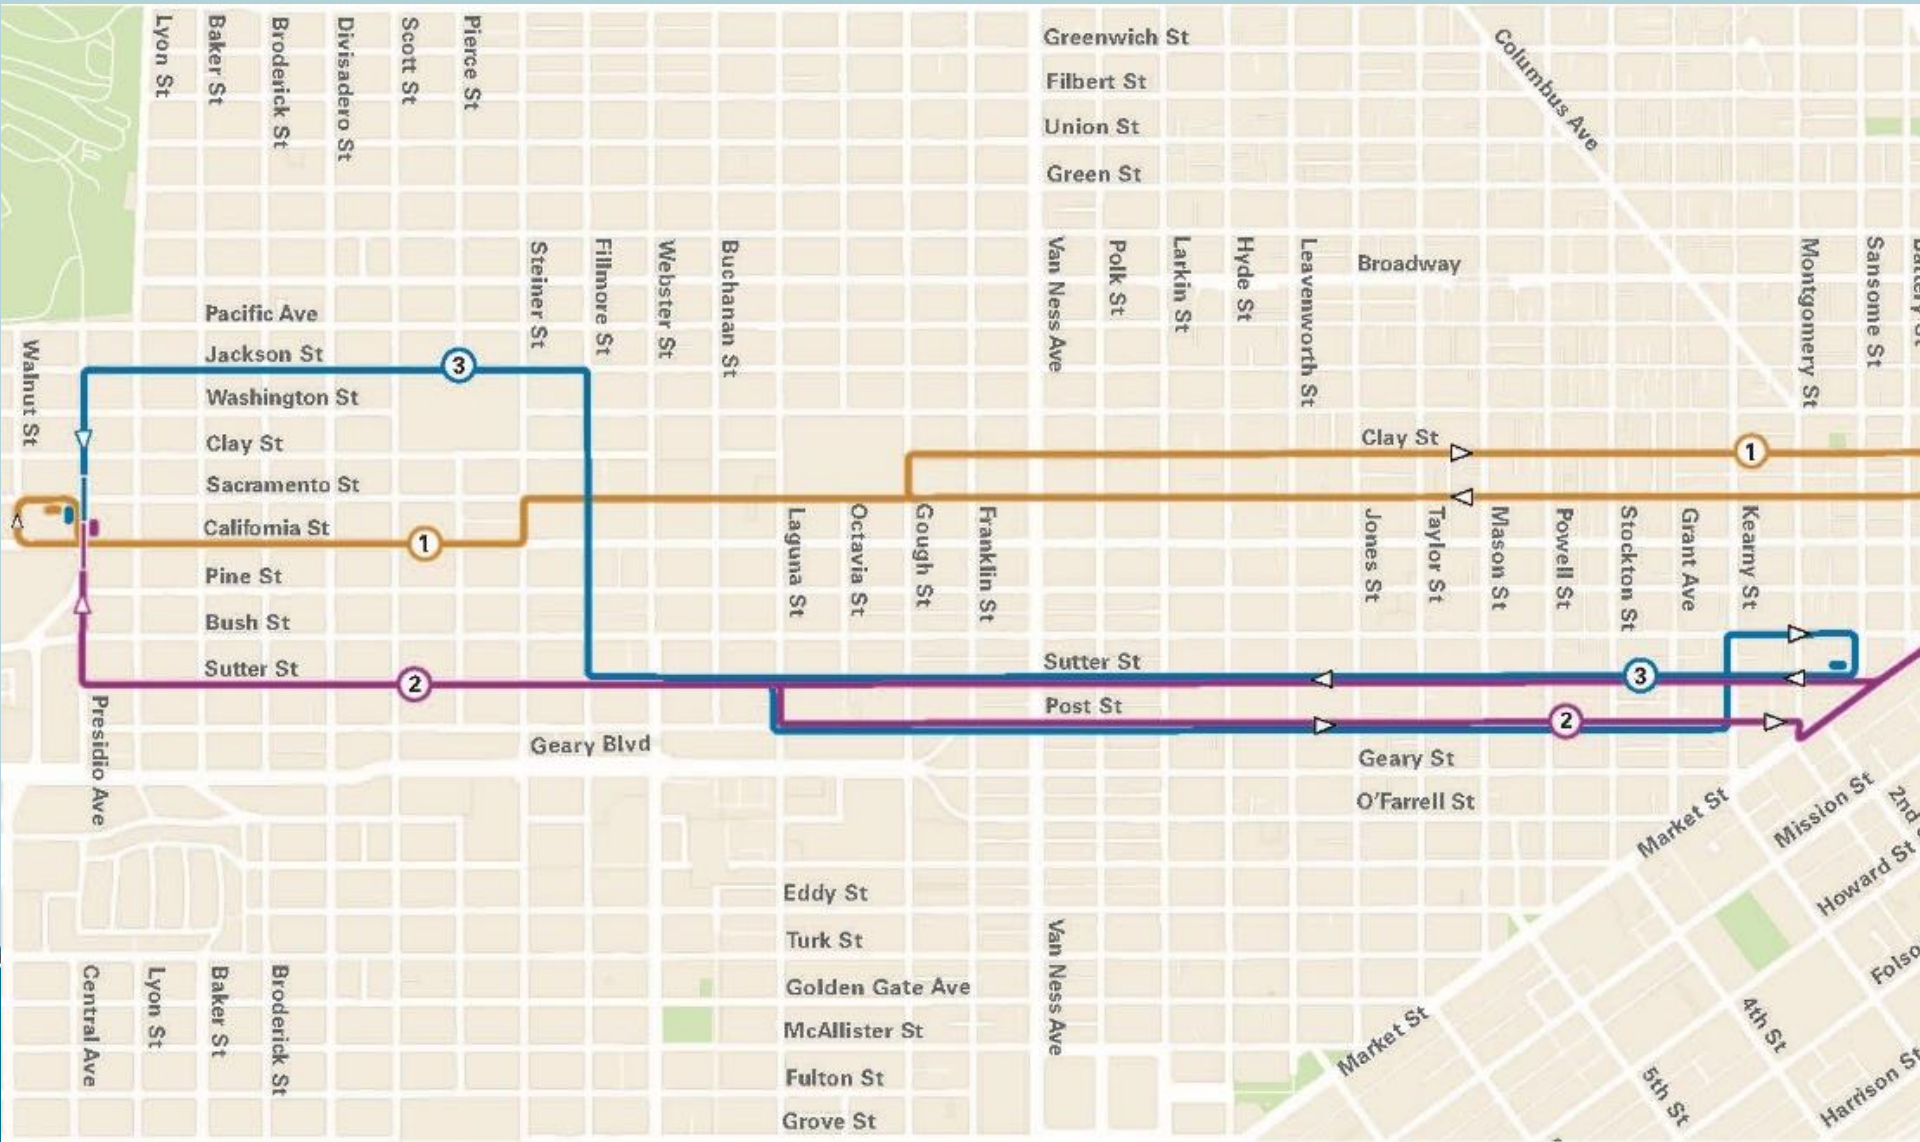 Lyon St
Baker St
Broderick St
Divisadero St
Scott St
Pierce St
Greenwich St
Filbert St
Union St
Green St
Columbus Ave
Steiner St
Fillmore St
Webster St
Buchanan St
Van Ness Ave
Polk St
Larkin St
Hyde St
Leavenworth St
Broadway
Montgomery St
Sansome St
Battery St
Pacific Ave
Walnut St
Jackson St
3
Washington St
Clay St
Clay St
1
Sacramento St
California St
1
Laguna St
Octavia St
Gough St
Franklin St
Jones St
Taylor St
Mason St
Powell St
Stockton St
Grant Ave
Kearny St
Pine St
Bush St
Sutter St
2
Sutter St
3
Presidio Ave
Post St
2
Geary Blvd
Geary St
O'Farrell St
Market St
Mission St
2nd
Howard St
Eddy St
Turk St
Van Ness Ave
Folso
Central Ave
Lyon St
Baker St
Broderick St
Golden Gate Ave
McAllister St
Market St
4th St
Fulton St
5th St
Harrison St
Grove St